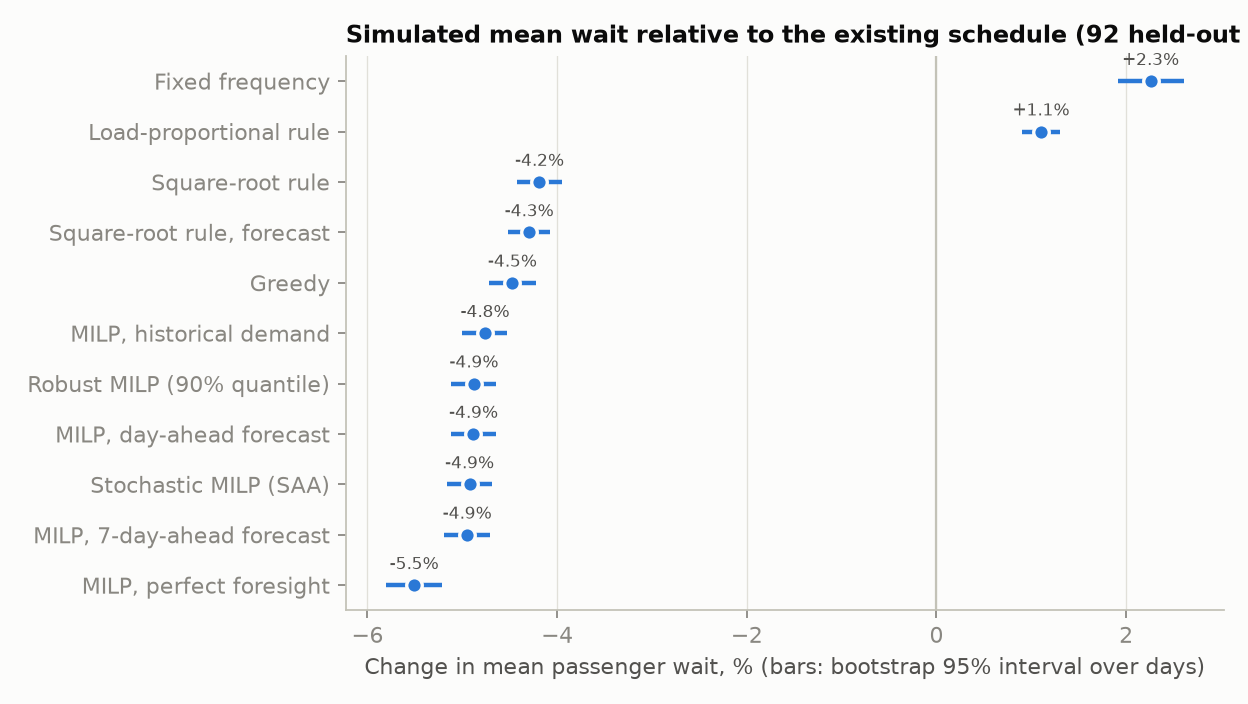 Simulated mean wait relative to the existing schedule (92 held-out
Fixed frequency
+2.3%
Load-proportional rule
+1.1%
Square-root rule
-4.2%
Square-root rule, forecast
-4.3%
Greedy
-4.5%
MILP, historical demand
-4.8%
Robust MILP (90% quantile)
-4.9%
MILP, day-ahead forecast
-4.9%
Stochastic MILP (SAA)
-4.9%
MILP, 7-day-ahead forecast
-4.9%
MILP, perfect foresight
-5.5%
−6 −4 −2 0 2
Change in mean passenger wait, % (bars: bootstrap 95% interval over days)